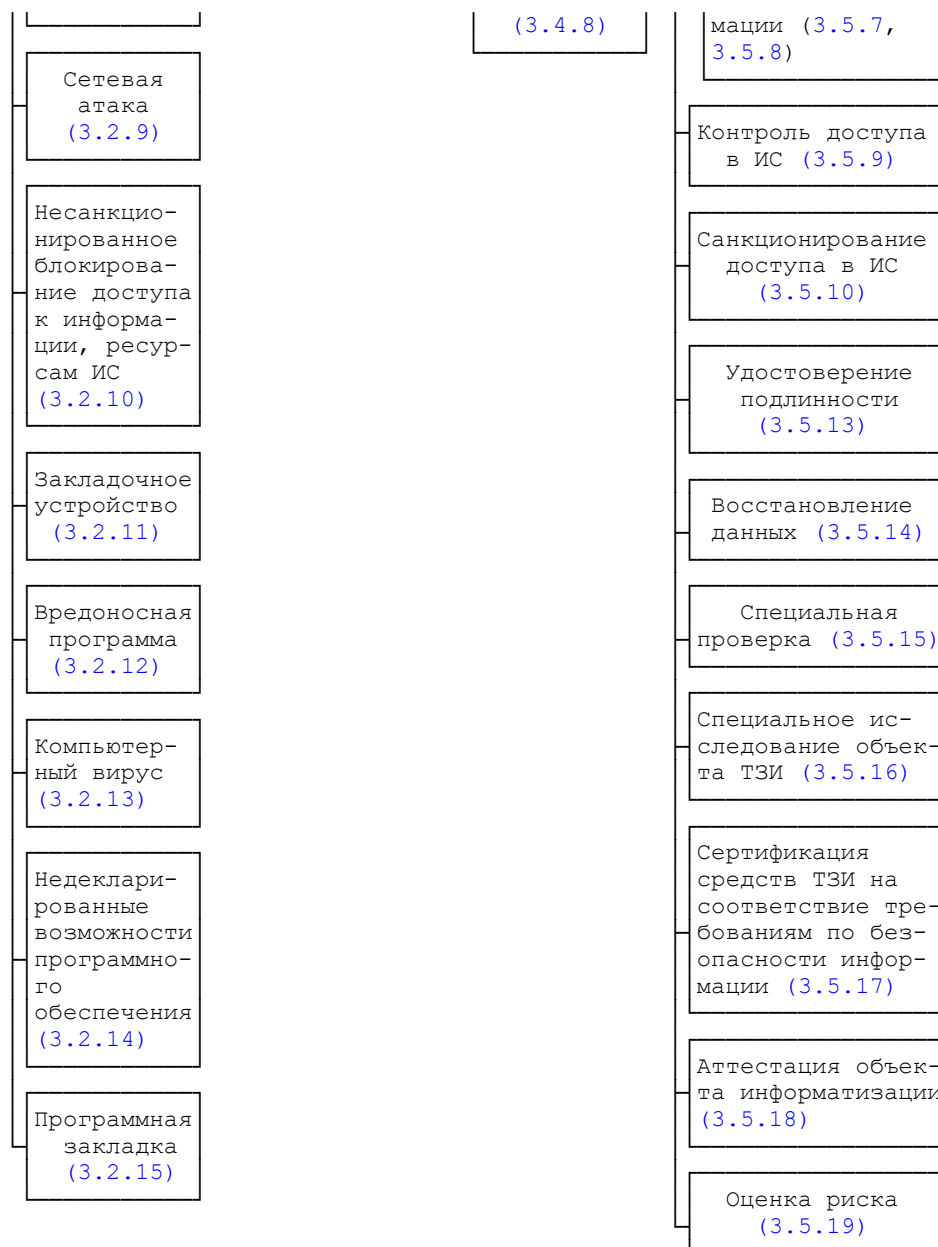 (3.4.8)
мации (3.5.7,
3.5.8)
Сетевая
атака
(3.2.9)
Контроль доступа
в ИС (3.5.9)
Несанкцио-
нированное
блокирова-
ние доступа
к информа-
ции, ресур-
сам ИС
(3.2.10)
Санкционирование
доступа в ИС
(3.5.10)
Удостоверение
подлинности
(3.5.13)
Закладочное
устройство
(3.2.11)
Восстановление
данных (3.5.14)
Вредоносная
программа
(3.2.12)
Специальная
проверка (3.5.15)
Компьютер-
ный вирус
(3.2.13)
Специальное ис-
следование объек-
та ТЗИ (3.5.16)
Недеклари-
рованные
возможности
программно-
го
обеспечения
(3.2.14)
Сертификация
средств ТЗИ на
соответствие тре-
бованиям по без-
опасности инфор-
мации (3.5.17)
Аттестация объек-
та информатизации
(3.5.18)
Программная
закладка
(3.2.15)
Оценка риска
(3.5.19)